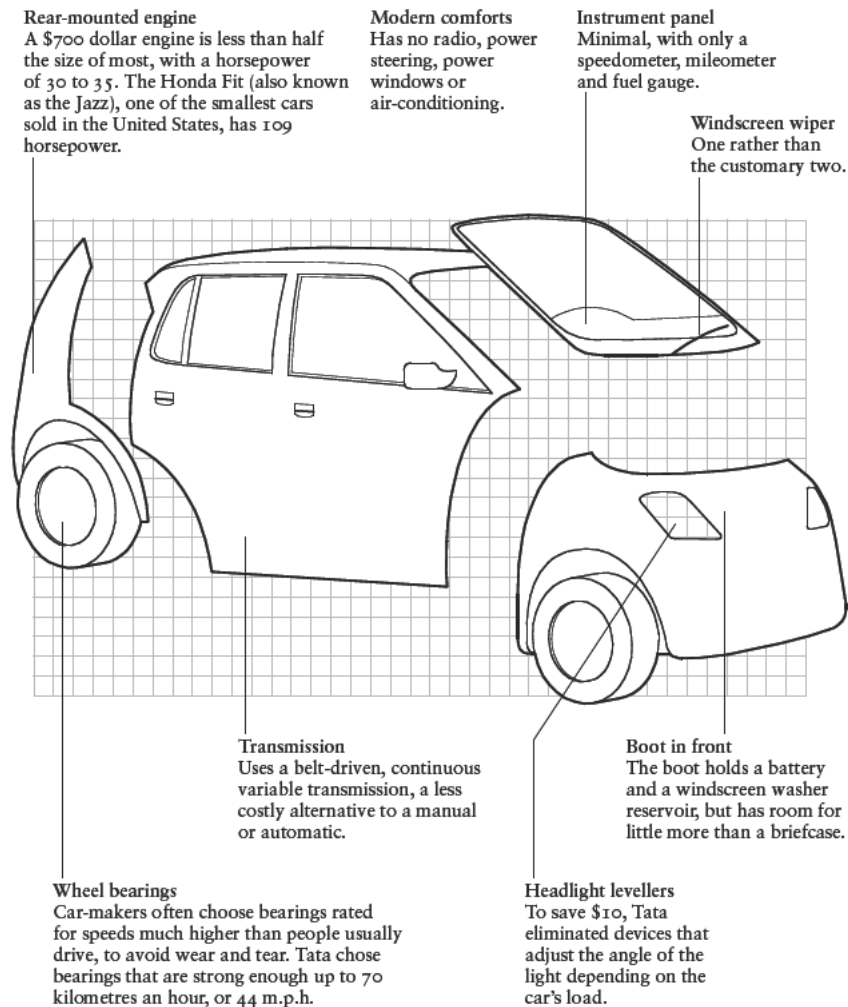 Rear-mounted engine
A $700 dollar engine is less than half
the size of most, with a horsepower
of 30 to 35. The Honda Fit (also known
as the Jazz), one of the smallest cars
sold in the United States, has 109
horsepower.
Modern comforts
Has no radio, power
steering, power
windows or
air-conditioning.
Instrument panel
Minimal, with only a
speedometer, mileometer
and fuel gauge.
Windscreen wiper
One rather than
the customary two.
Transmission
Uses a belt-driven, continuous
variable transmission, a less
costly alternative to a manual
or automatic.
Boot in front
The boot holds a battery
and a windscreen washer
reservoir, but has room for
little more than a briefcase.
Wheel bearings
Car-makers often choose bearings rated
for speeds much higher than people usually
drive, to avoid wear and tear. Tata chose
bearings that are strong enough up to 70
kilometres an hour, or 44 m.p.h.
Headlight levellers
To save $10, Tata
eliminated devices that
adjust the angle of the
light depending on the
car's load.